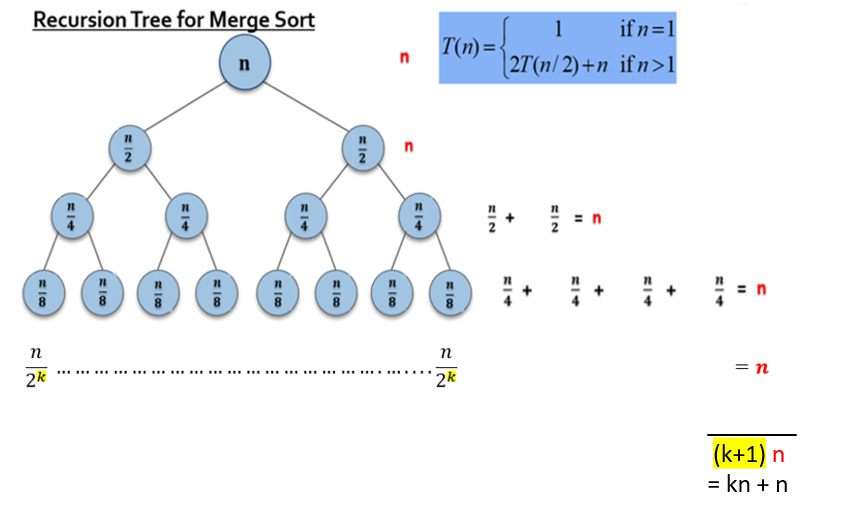 Recursion Tree for Merge Sort
T(n) = { 1 if n=1
2T(n/2)+n if n>1
n n
n/2 n/2 n
n/4 n/4 n/4 n/4 n/2 + n/2 = n
n/8 n/8 n/8 n/8 n/8 n/8 n/8 n/8 n/4 + n/4 + n/4 + n/4 = n
n/2^k ........................................................ n/2^k = n
(k+1) n
= kn + n